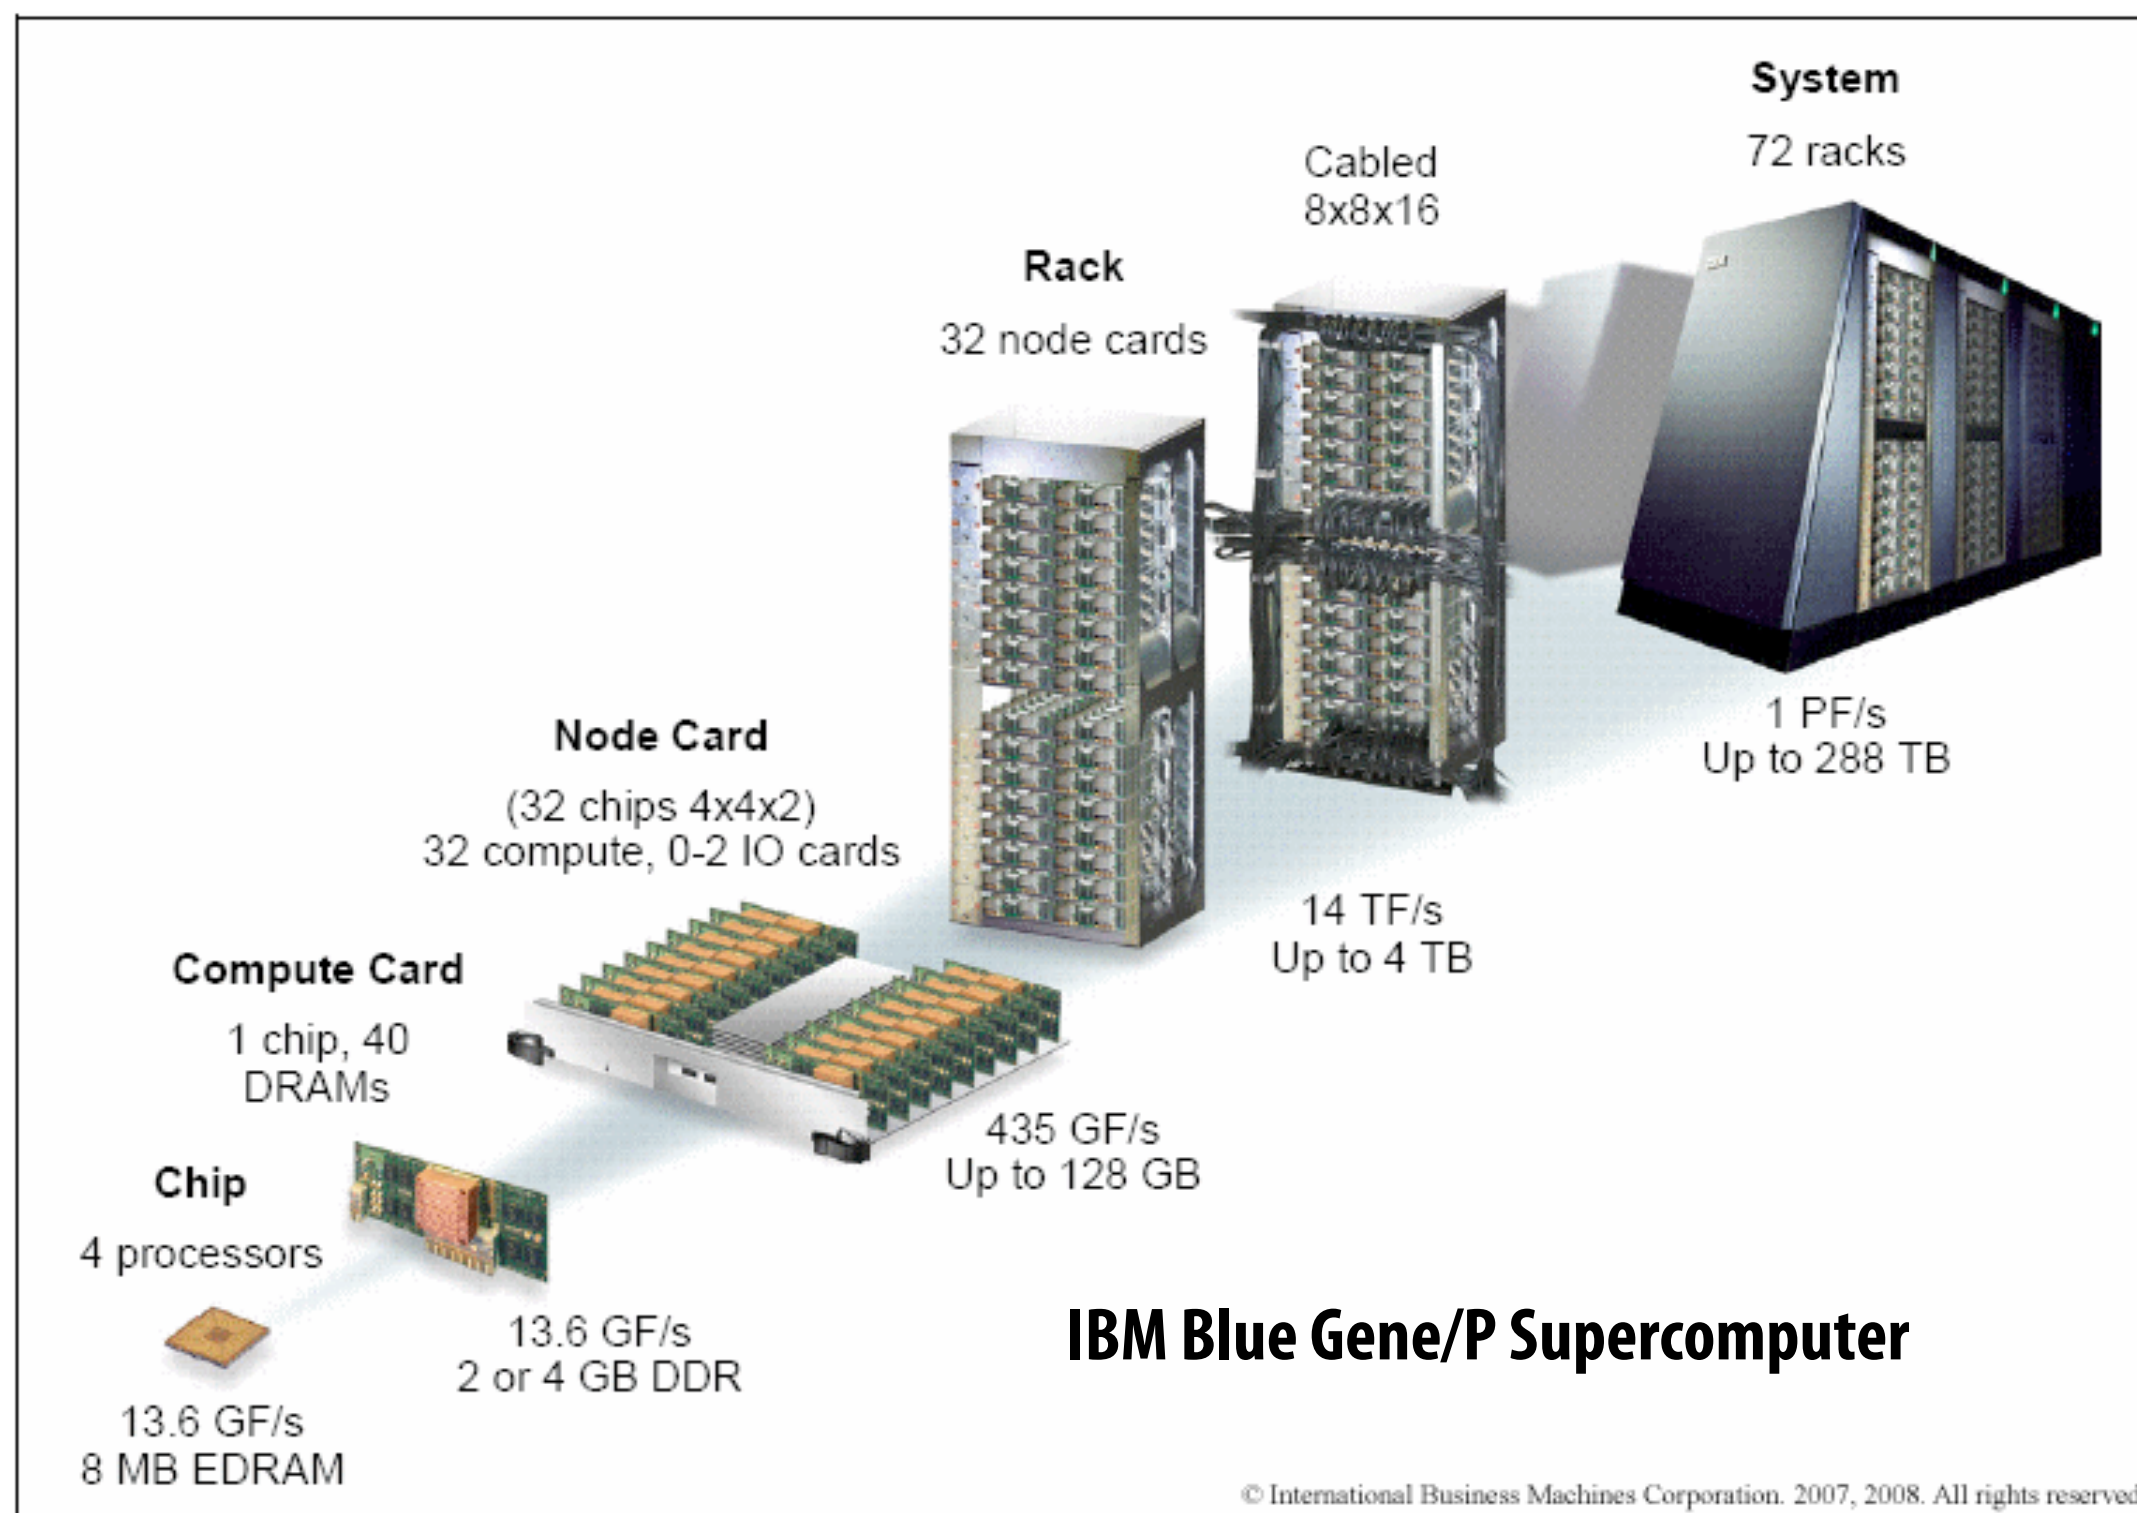 System
72 racks
Cabled
8x8x16
Rack
32 node cards
1 PF/s
Up to 288 TB
Node Card
(32 chips 4x4x2)
32 compute, 0-2 IO cards
14 TF/s
Up to 4 TB
Compute Card
1 chip, 40
DRAMs
435 GF/s
Up to 128 GB
Chip
4 processors
13.6 GF/s
2 or 4 GB DDR
IBM Blue Gene/P Supercomputer
13.6 GF/s
8 MB EDRAM
© International Business Machines Corporation. 2007, 2008. All rights reserved